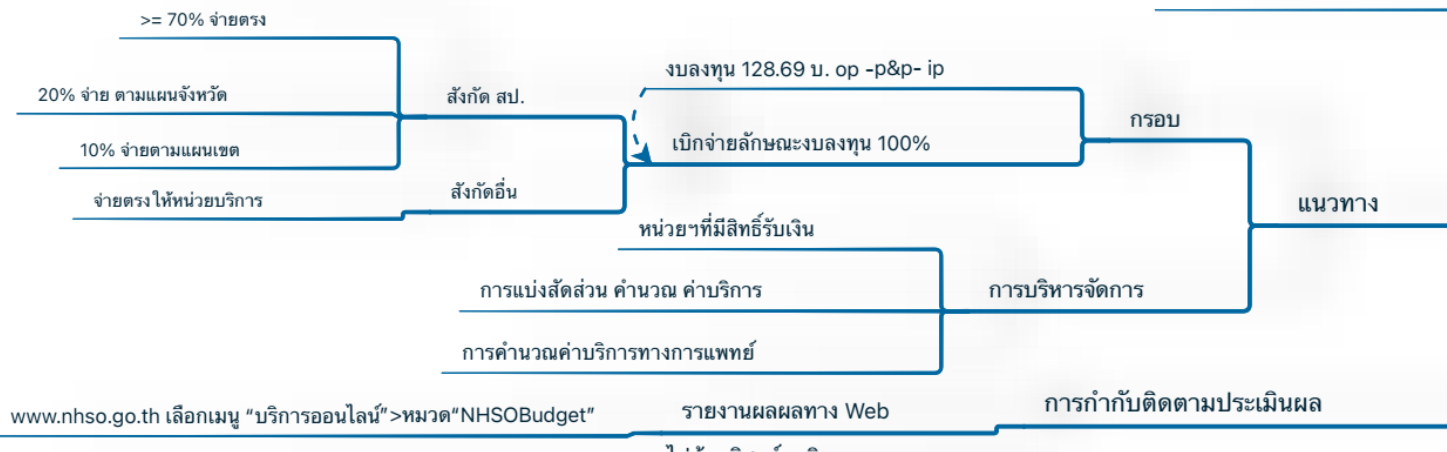 >= 70% จ่ายตรง
งบลงทุน 128.69 บ. op -p&p- ip
20% จ่าย ตามแผนจังหวัด
สังกัด สป.
กรอบ
เบิกจ่ายลักษณะงบลงทุน 100%
10% จ่ายตามแผนเขต
สังกัดอื่น
จ่ายตรงให้หน่วยบริการ
แนวทาง
หน่วยฯที่มีสิทธิ์รับเงิน
การแบ่งสัดส่วน คำนวณ ค่าบริการ
การบริหารจัดการ
การคำนวณค่าบริการทางการแพทย์
การกำกับติดตามประเมินผล
รายงานผลผลทาง Web
www.nhso.go.th เลือกเมนู “บริการออนไลน์”>หมวด“NHSOBudget”